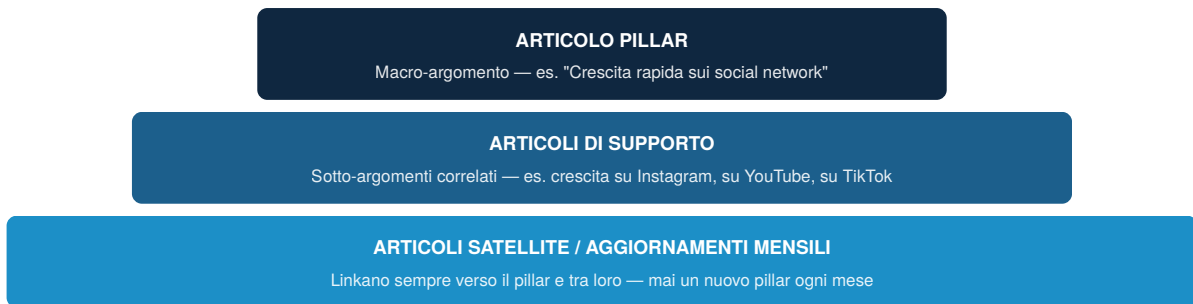 ARTICOLO PILLAR
Macro-argomento — es. "Crescita rapida sui social network"
ARTICOLI DI SUPPORTO
Sotto-argomenti correlati — es. crescita su Instagram, su YouTube, su TikTok
ARTICOLI SATELLITE / AGGIORNAMENTI MENSILI
Linkano sempre verso il pillar e tra loro — mai un nuovo pillar ogni mese